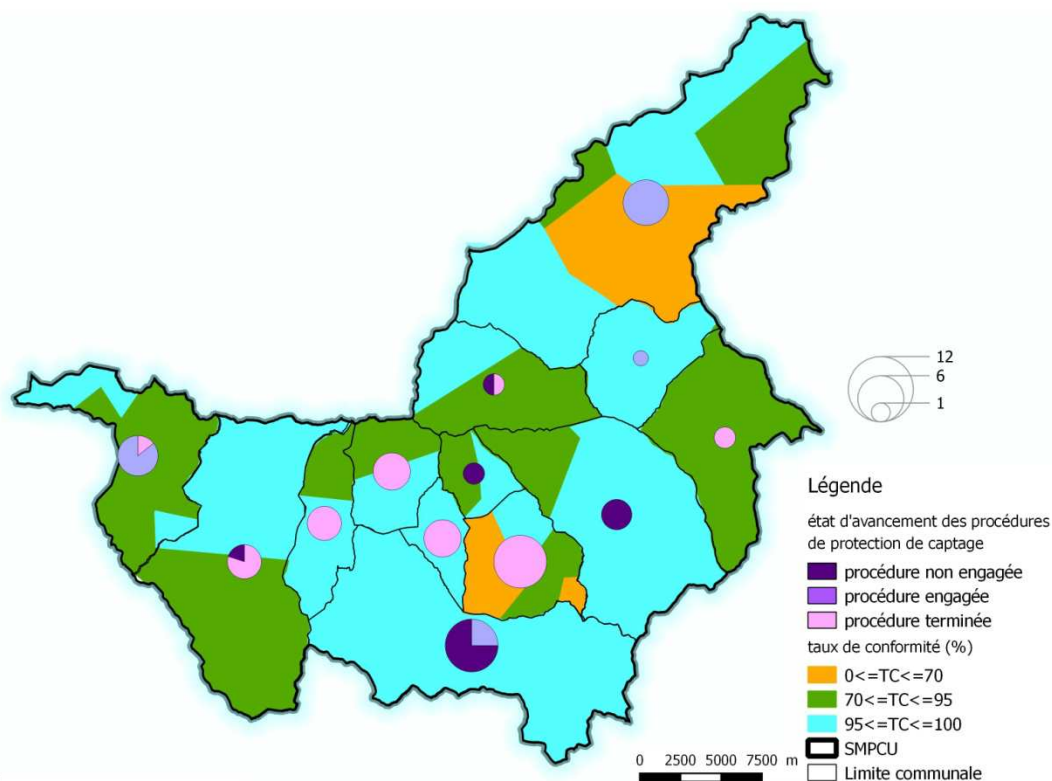 12
6
1
Légende
état d'avancement des procédures
de protection de captage
procédure non engagée
procédure engagée
procédure terminée
taux de conformité (%)
0<=TC<=70
70<=TC<=95
95<=TC<=100
SMPCU
Limite communale
0 2500 5000 7500 m